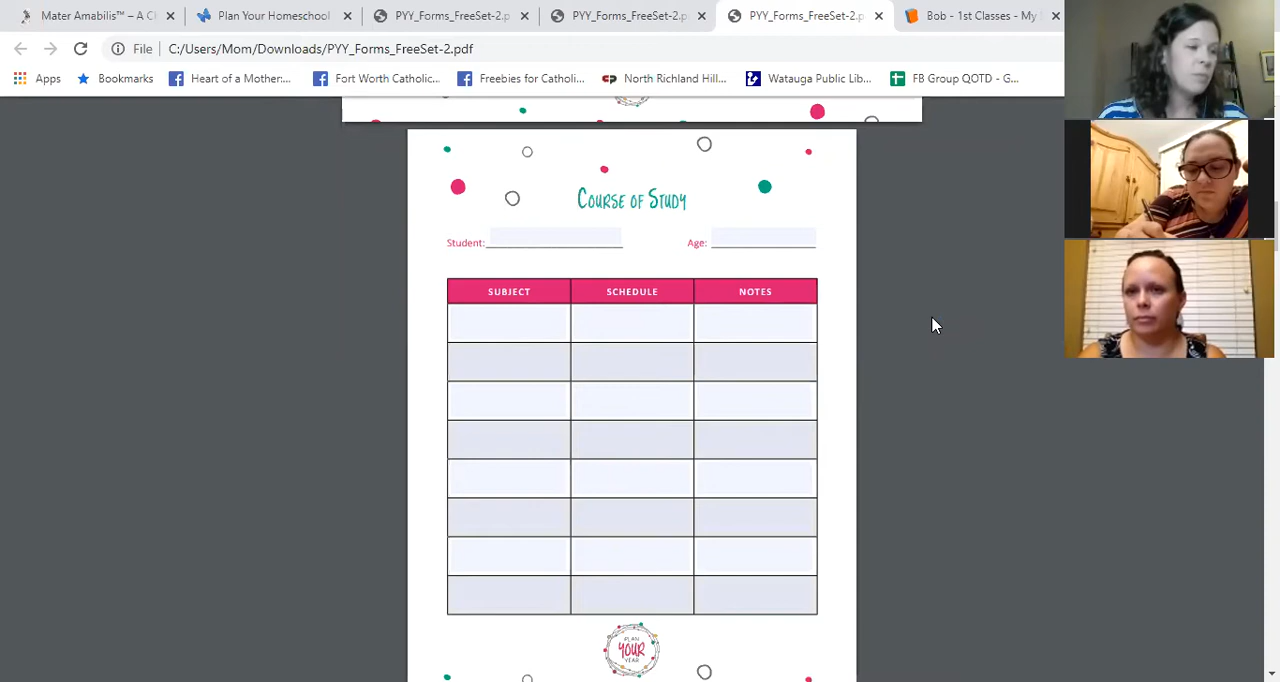 Mater Amabilis™ – A C
Plan Your Homeschool
PYY_Forms_FreeSet-2.p
PYY_Forms_FreeSet-2.p
PYY_Forms_FreeSet-2.p
Bob - 1st Classes - My
File
C:/Users/Mom/Downloads/PYY_Forms_FreeSet-2.pdf
Apps
Bookmarks
Heart of a Mother:...
Fort Worth Catholic...
Freebies for Catholi...
North Richland Hill...
Watauga Public Lib...
FB Group QOTD - G...
Course of Study
Student:
Age:
SUBJECT
SCHEDULE
NOTES
PLAN
YOUR
YEAR